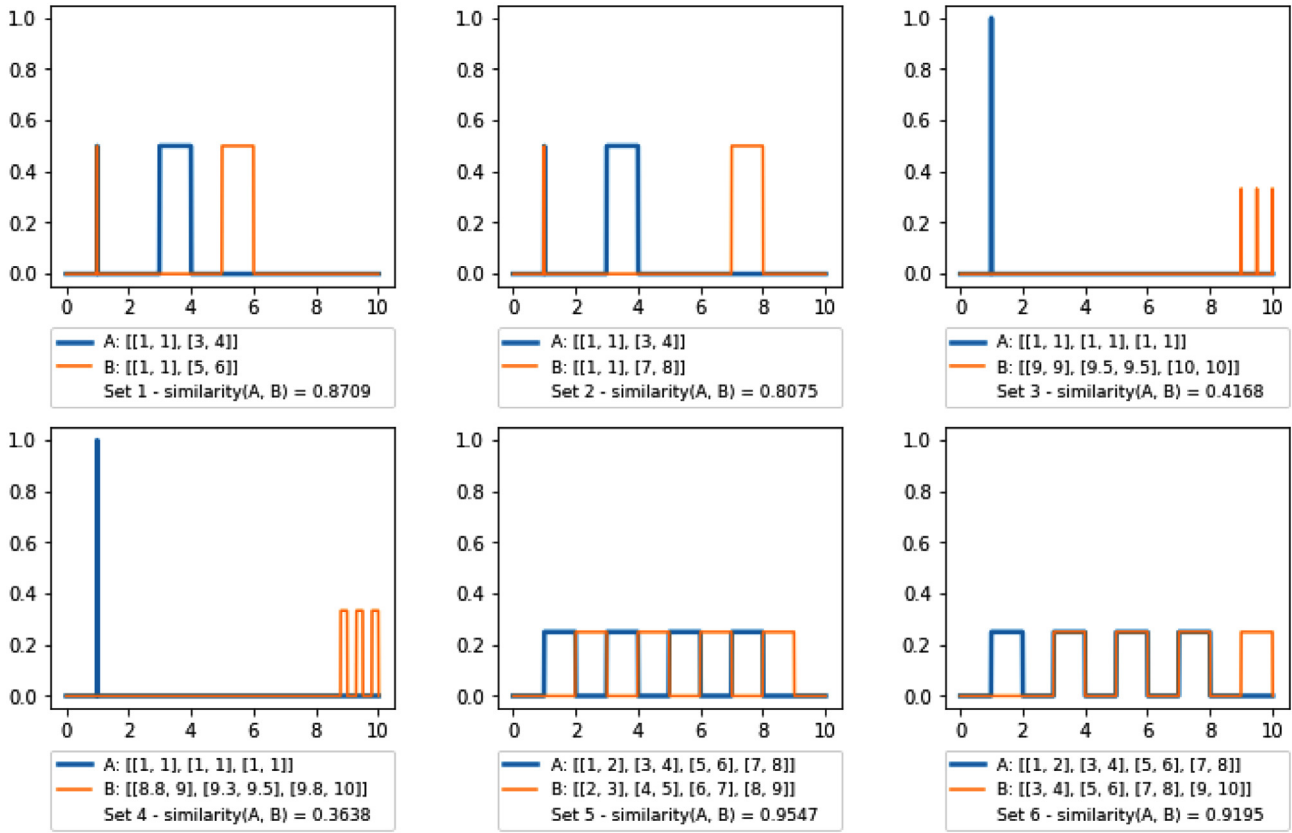 1.0
0.8
0.6
0.4
0.2
0.0
0 2 4 6 8 10
A: [[1, 1], [3, 4]]
B: [[1, 1], [5, 6]]
Set 1 - similarity(A, B) = 0.8709
1.0
0.8
0.6
0.4
0.2
0.0
0 2 4 6 8 10
A: [[1, 1], [3, 4]]
B: [[1, 1], [7, 8]]
Set 2 - similarity(A, B) = 0.8075
1.0
0.8
0.6
0.4
0.2
0.0
0 2 4 6 8 10
A: [[1, 1], [1, 1], [1, 1]]
B: [[9, 9], [9.5, 9.5], [10, 10]]
Set 3 - similarity(A, B) = 0.4168
1.0
0.8
0.6
0.4
0.2
0.0
0 2 4 6 8 10
A: [[1, 1], [1, 1], [1, 1]]
B: [[8.8, 9], [9.3, 9.5], [9.8, 10]]
Set 4 - similarity(A, B) = 0.3638
1.0
0.8
0.6
0.4
0.2
0.0
0 2 4 6 8 10
A: [[1, 2], [3, 4], [5, 6], [7, 8]]
B: [[2, 3], [4, 5], [6, 7], [8, 9]]
Set 5 - similarity(A, B) = 0.9547
1.0
0.8
0.6
0.4
0.2
0.0
0 2 4 6 8 10
A: [[1, 2], [3, 4], [5, 6], [7, 8]]
B: [[3, 4], [5, 6], [7, 8], [9, 10]]
Set 6 - similarity(A, B) = 0.9195